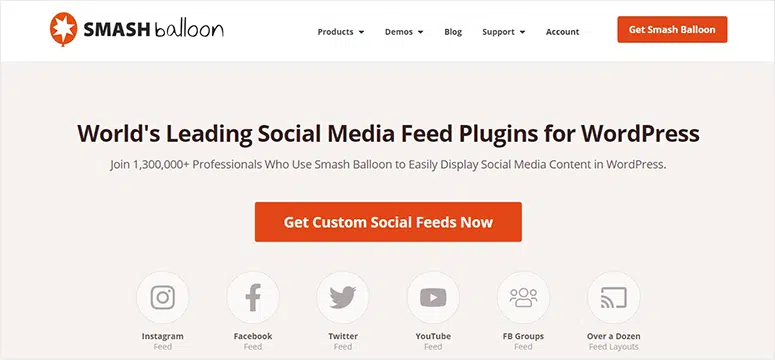 SMASH balloon
Products Demos Blog Support Account Get Smash Balloon
World's Leading Social Media Feed Plugins for WordPress
Join 1,300,000+ Professionals Who Use Smash Balloon to Easily Display Social Media Content in WordPress.
Get Custom Social Feeds Now
Instagram Facebook Twitter YouTube FB Groups Over a Dozen
Feed Feed Feed Feed Feed Feed Layouts